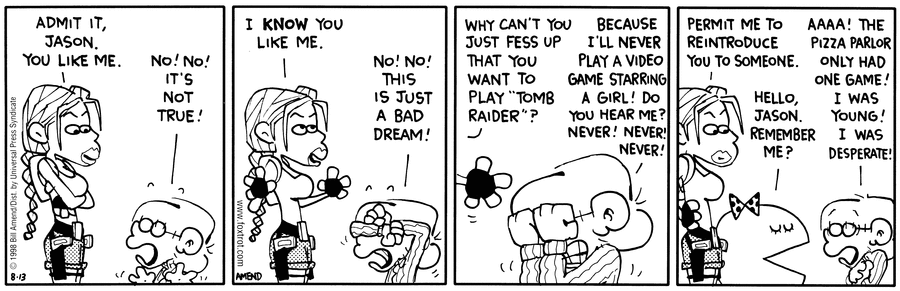 ADMIT IT,
JASON.
YOU LIKE ME.
NO! NO!
IT'S
NOT
TRUE!
© 1998 Bill Amend/Dist. by Universal Press Syndicate
8-13
I KNOW YOU
LIKE ME.
NO! NO!
THIS
IS JUST
A BAD
DREAM!
www.foxtrot.com
AMEND
WHY CAN'T YOU
JUST FESS UP
THAT YOU
WANT TO
PLAY "TOMB
RAIDER"?
BECAUSE
I'LL NEVER
PLAY A VIDEO
GAME STARRING
A GIRL! DO
YOU HEAR ME?
NEVER! NEVER!
NEVER!
PERMIT ME TO
REINTRODUCE
YOU TO SOMEONE.
HELLO,
JASON.
REMEMBER
ME?
AAAA! THE
PIZZA PARLOR
ONLY HAD
ONE GAME!
I WAS
YOUNG!
I WAS
DESPERATE!